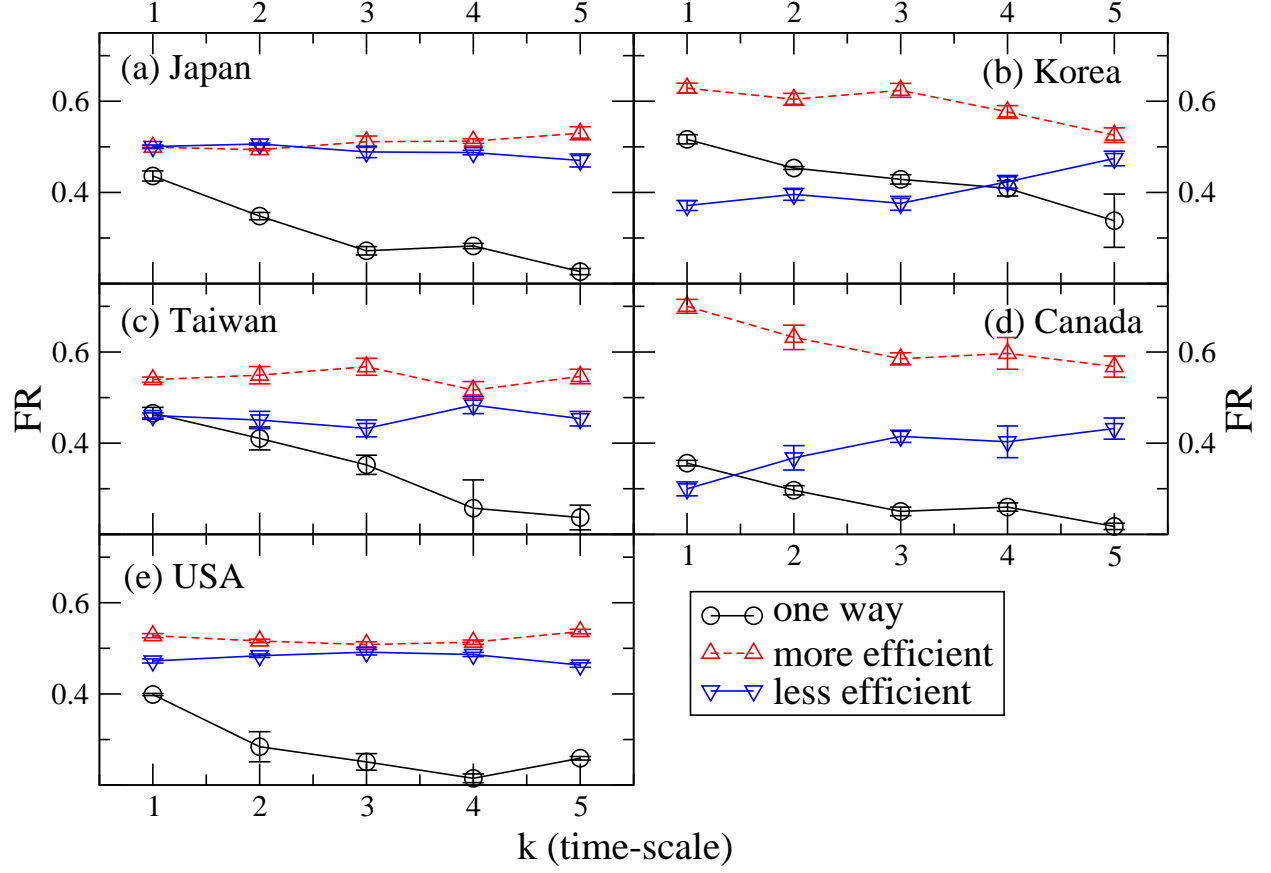 1 2 3 4 5 1 2 3 4 5
(a) Japan
(b) Korea
0.6
0.4
0.6
0.4
(c) Taiwan
(d) Canada
0.6
0.4
0.6
0.4
FR
FR
1 2 3 4 5
(e) USA
0.6
0.4
one way
more efficient
less efficient
1 2 3 4 5
k (time-scale)